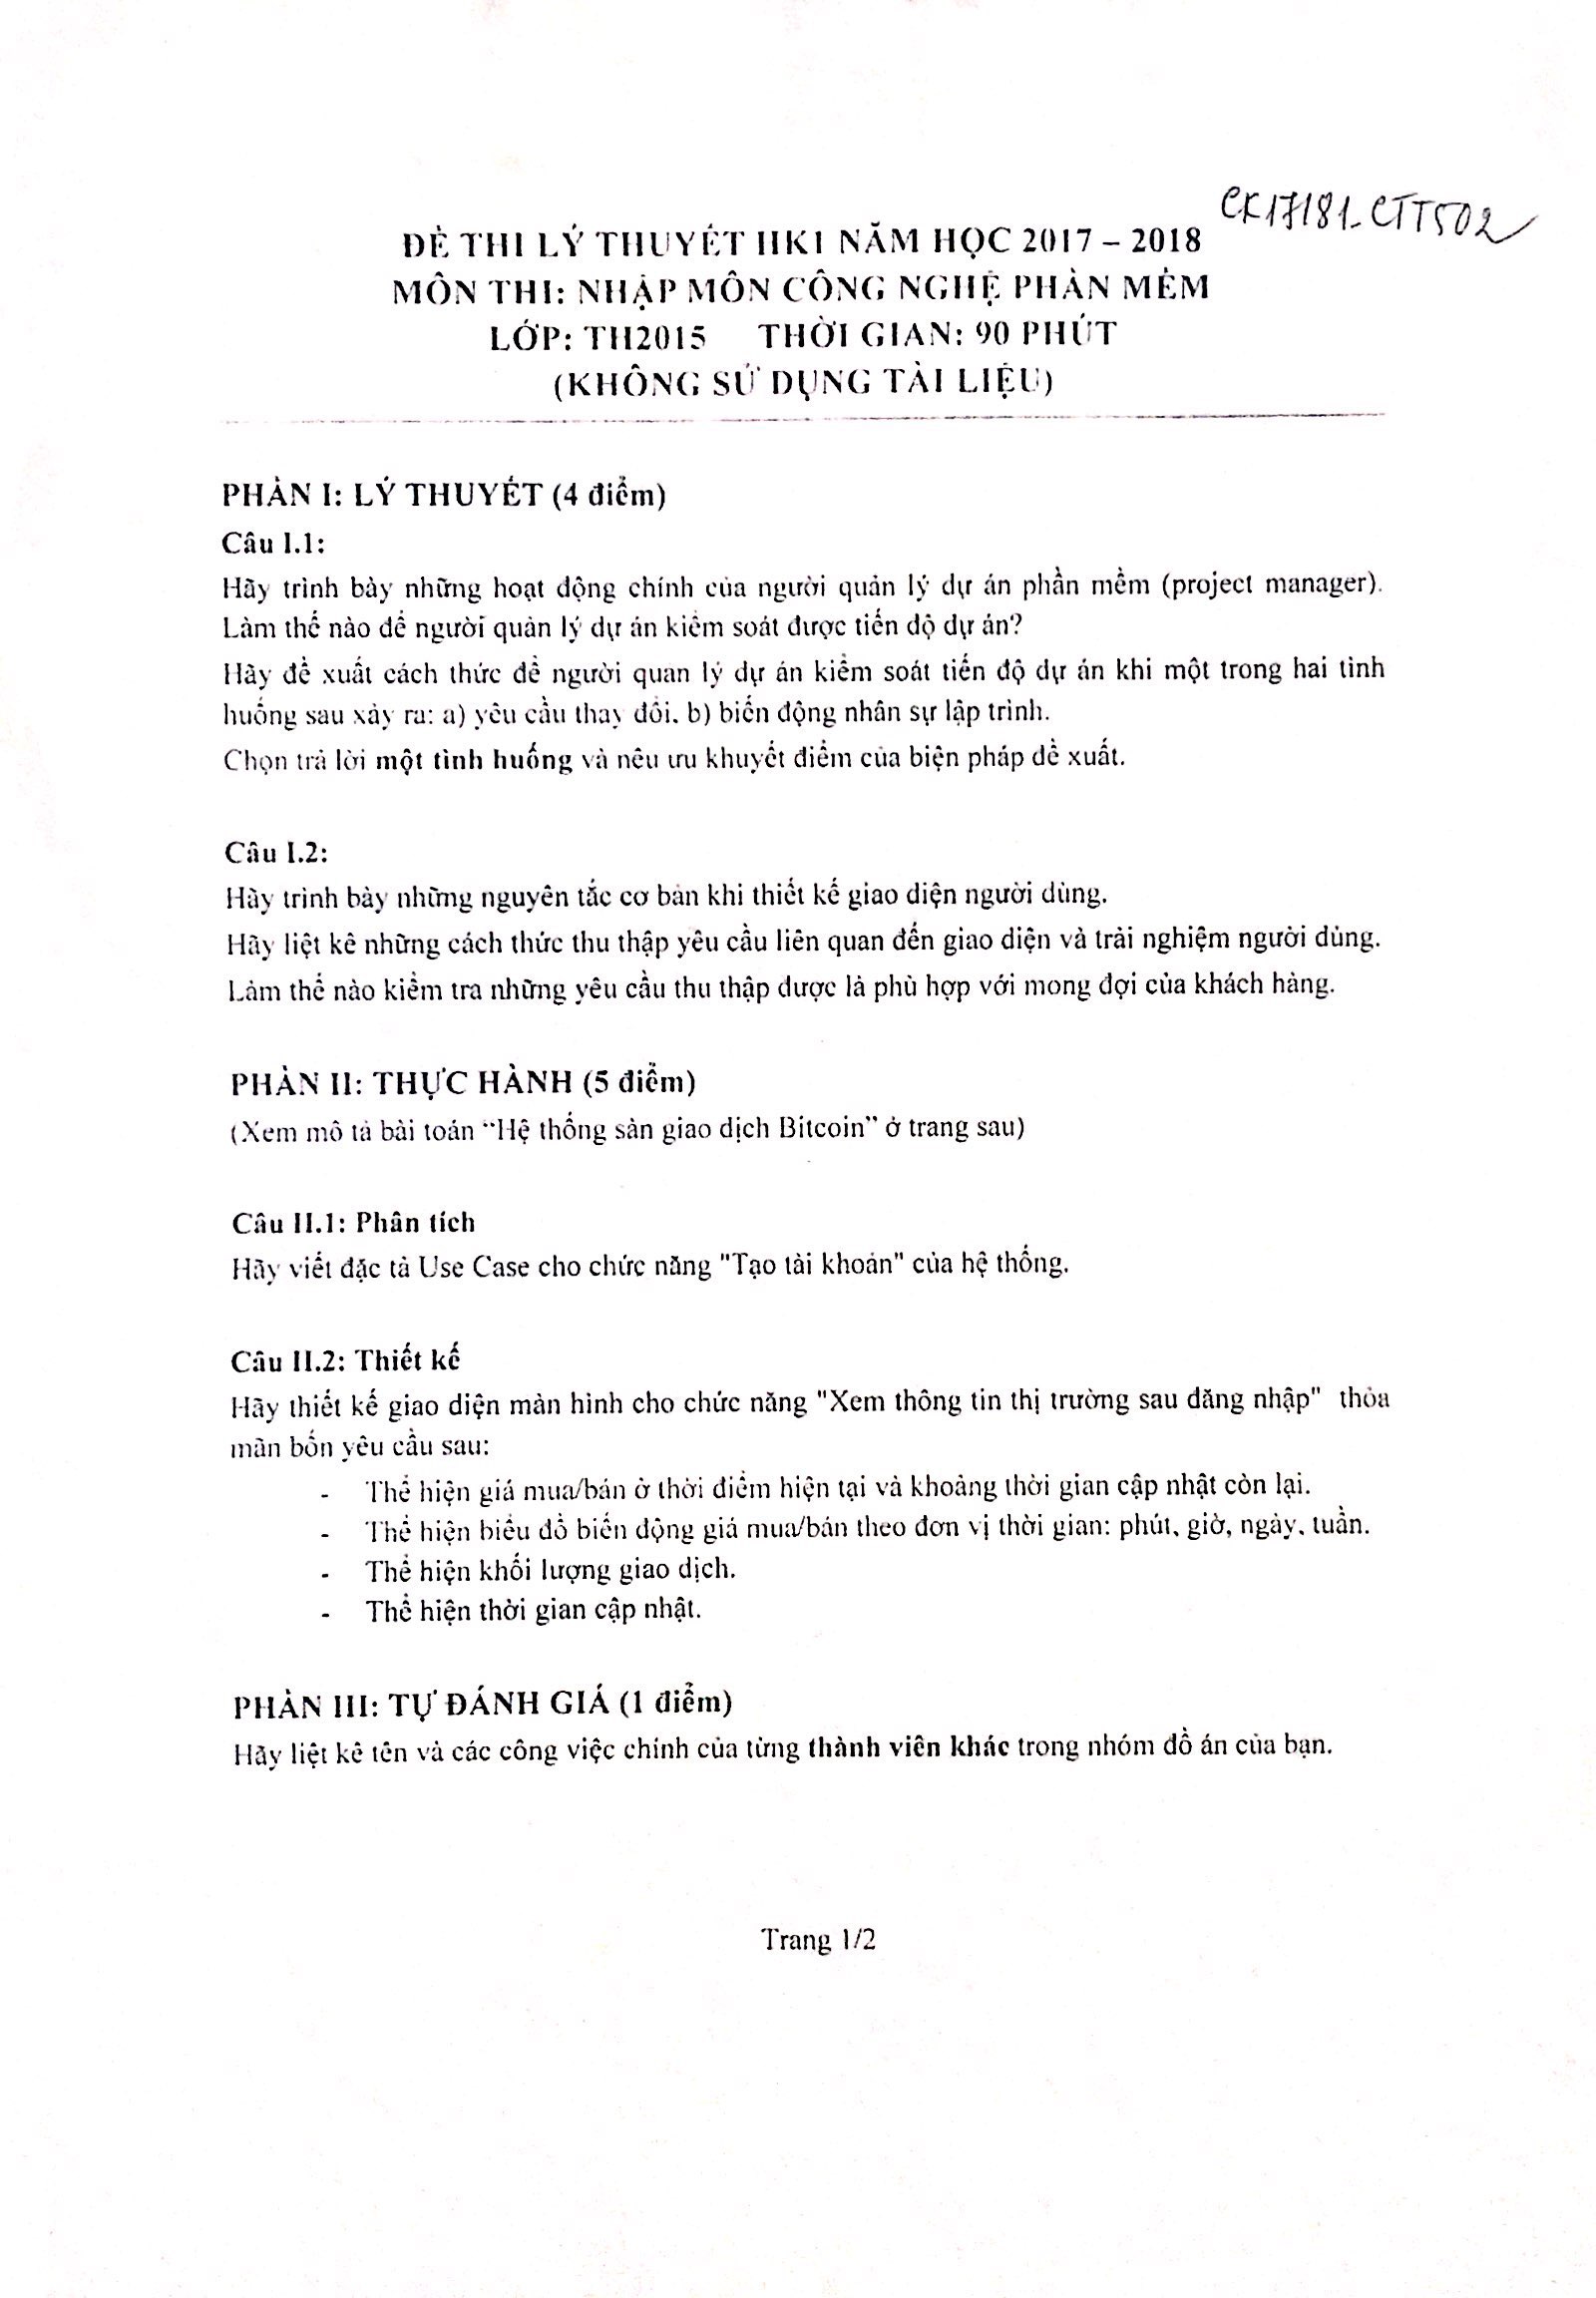 CK17181_CTT502
ĐỀ THI LÝ THUYẾT HK1 NĂM HỌC 2017 – 2018
MÔN THI: NHẬP MÔN CÔNG NGHỆ PHẦN MỀM
LỚP: TH2015 THỜI GIAN: 90 PHÚT
(KHÔNG SỬ DỤNG TÀI LIỆU)
PHẦN I: LÝ THUYẾT (4 điểm)
Câu I.1:
Hãy trình bày những hoạt động chính của người quản lý dự án phần mềm (project manager).
Làm thế nào để người quản lý dự án kiểm soát được tiến độ dự án?
Hãy đề xuất cách thức để người quản lý dự án kiểm soát tiến độ dự án khi một trong hai tình
huống sau xảy ra: a) yêu cầu thay đổi. b) biến động nhân sự lập trình.
Chọn trả lời một tình huống và nêu ưu khuyết điểm của biện pháp đề xuất.
Câu I.2:
Hãy trình bày những nguyên tắc cơ bản khi thiết kế giao diện người dùng.
Hãy liệt kê những cách thức thu thập yêu cầu liên quan đến giao diện và trải nghiệm người dùng.
Làm thế nào kiểm tra những yêu cầu thu thập được là phù hợp với mong đợi của khách hàng.
PHẦN II: THỰC HÀNH (5 điểm)
(Xem mô tả bài toán “Hệ thống sàn giao dịch Bitcoin” ở trang sau)
Câu II.1: Phân tích
Hãy viết đặc tả Use Case cho chức năng "Tạo tài khoản" của hệ thống.
Câu II.2: Thiết kế
Hãy thiết kế giao diện màn hình cho chức năng "Xem thông tin thị trường sau đăng nhập" thỏa
mãn bốn yêu cầu sau:
- Thể hiện giá mua/bán ở thời điểm hiện tại và khoảng thời gian cập nhật còn lại.
- Thể hiện biểu đồ biến động giá mua/bán theo đơn vị thời gian: phút, giờ, ngày, tuần.
- Thể hiện khối lượng giao dịch.
- Thể hiện thời gian cập nhật.
PHẦN III: TỰ ĐÁNH GIÁ (1 điểm)
Hãy liệt kê tên và các công việc chính của từng thành viên khác trong nhóm đồ án của bạn.
Trang 1/2